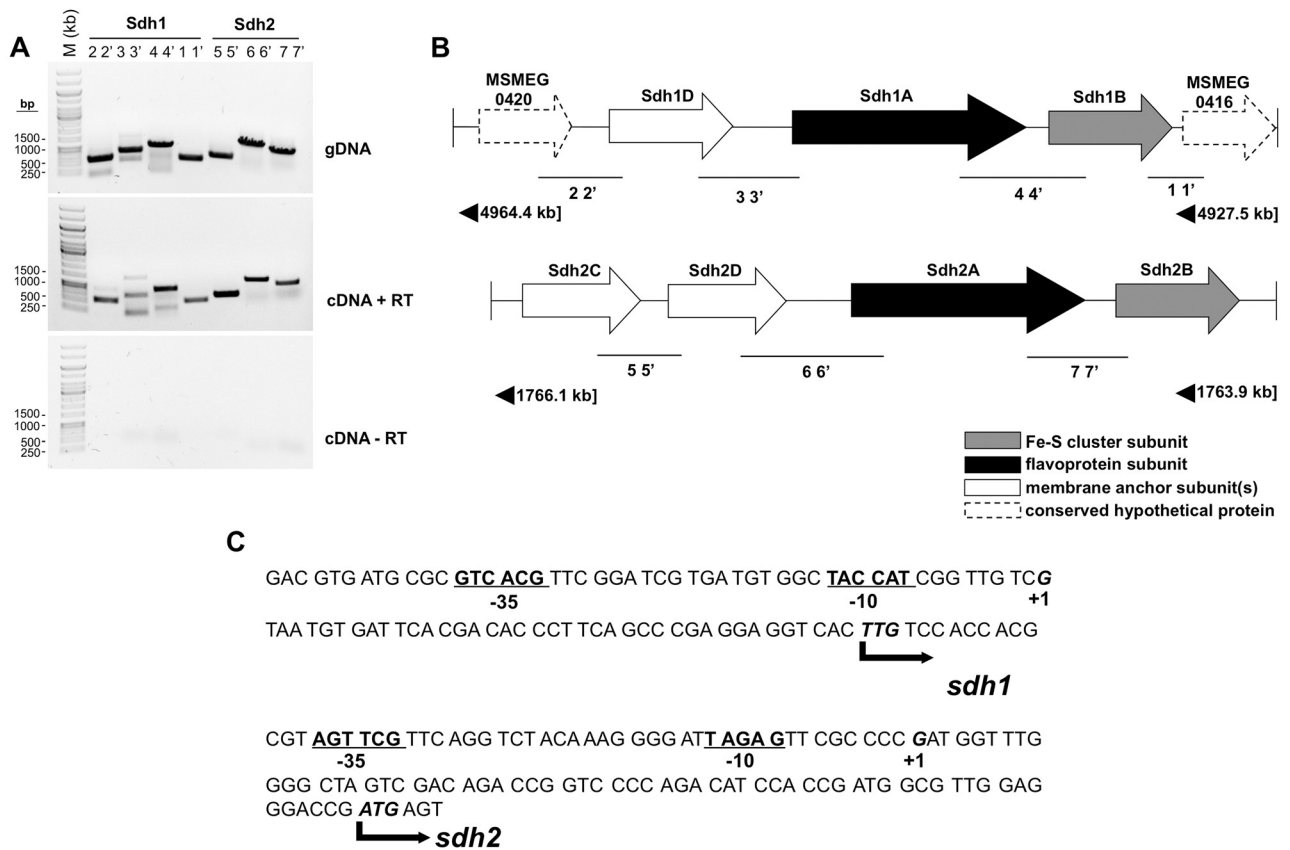 A
M (kb)
Sdh1
Sdh2
2 2' 3 3' 4 4' 1 1' 5 5' 6 6' 7 7'
bp
1500
1000
500
250
gDNA
1500
1000
500
250
cDNA + RT
1500
1000
500
250
cDNA - RT
B
MSMEG
0420
Sdh1D
Sdh1A
Sdh1B
MSMEG
0416
2 2'
3 3'
4 4'
1 1'
4964.4 kb]
4927.5 kb]
Sdh2C
Sdh2D
Sdh2A
Sdh2B
5 5'
6 6'
7 7'
1766.1 kb]
1763.9 kb]
Fe-S cluster subunit
flavoprotein subunit
membrane anchor subunit(s)
conserved hypothetical protein
C
GAC GTG ATG CGC GTC ACG TTC GGA TCG TGA TGT GGC TAC CAT CGG TTG TCG
-35
-10
+1
TAA TGT GAT TCA CGA CAC CCT TCA GCC CGA GGA GGT CAC TTG TCC ACC ACG
sdh1
CGT AGT TCG TTC AGG TCT ACA AAG GGG ATT AGAG TT CGC CCC GAT GGT TTG
-35
-10
+1
GGG CTA GTC GAC AGA CCG GTC CCC AGA CAT CCA CCG ATG GCG TTG GAG
GGACCG ATG AGT
sdh2